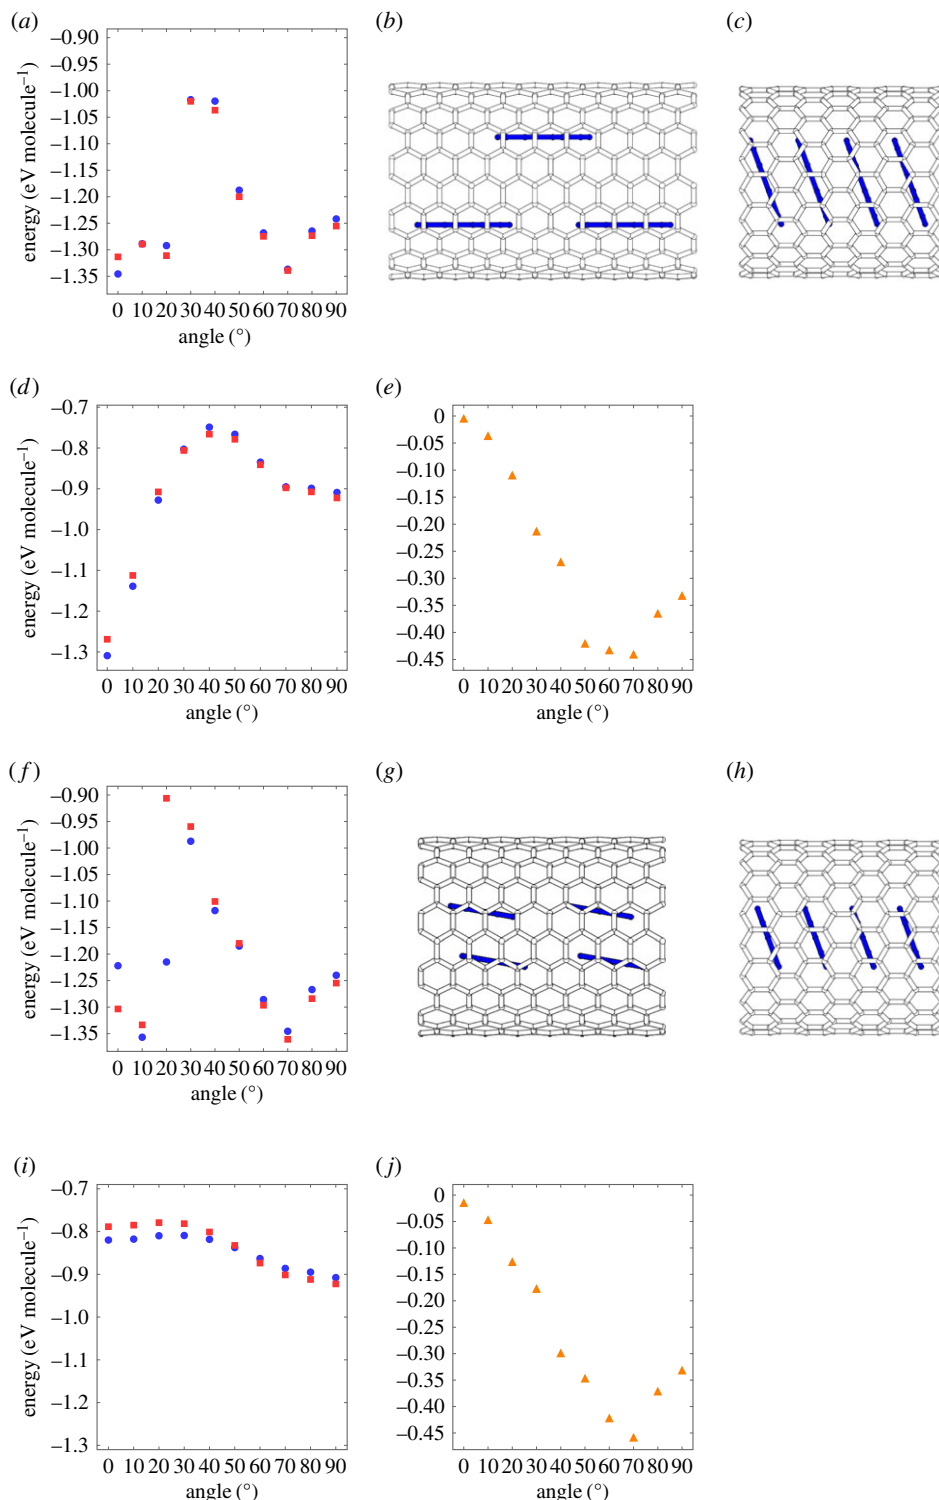 (a)
(b)
(c)
energy (eV molecule−1)
−0.90
−0.95
−1.00
−1.05
−1.10
−1.15
−1.20
−1.25
−1.30
−1.35
0 10 20 30 40 50 60 70 80 90
angle (°)
(d)
(e)
energy (eV molecule−1)
−0.7
−0.8
−0.9
−1.0
−1.1
−1.2
−1.3
0 10 20 30 40 50 60 70 80 90
angle (°)
0
−0.05
−0.10
−0.15
−0.20
−0.25
−0.30
−0.35
−0.40
−0.45
0 10 20 30 40 50 60 70 80 90
angle (°)
(f)
(g)
(h)
energy (eV molecule−1)
−0.90
−0.95
−1.00
−1.05
−1.10
−1.15
−1.20
−1.25
−1.30
−1.35
0 10 20 30 40 50 60 70 80 90
angle (°)
(i)
(j)
energy (eV molecule−1)
−0.7
−0.8
−0.9
−1.0
−1.1
−1.2
−1.3
0 10 20 30 40 50 60 70 80 90
angle (°)
0
−0.05
−0.10
−0.15
−0.20
−0.25
−0.30
−0.35
−0.40
−0.45
0 10 20 30 40 50 60 70 80 90
angle (°)